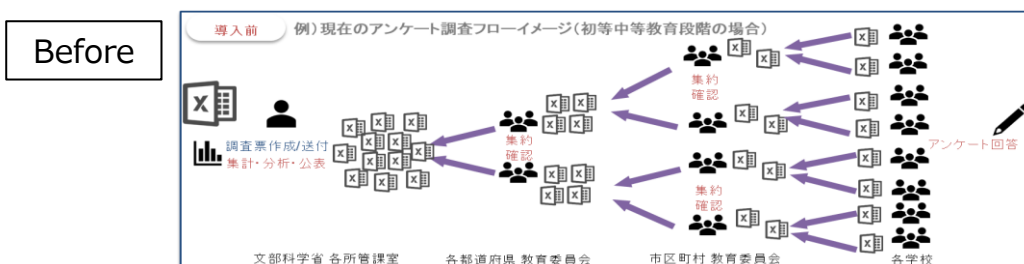 Before
導入前
例）現在のアンケート調査フローイメージ（初等中等教育段階の場合）
調査票作成/送付
集計・分析・公表
集約
確認
集約
確認
集約
確認
アンケート回答
文部科学省 各所管課室
各都道府県 教育委員会
市区町村 教育委員会
各学校